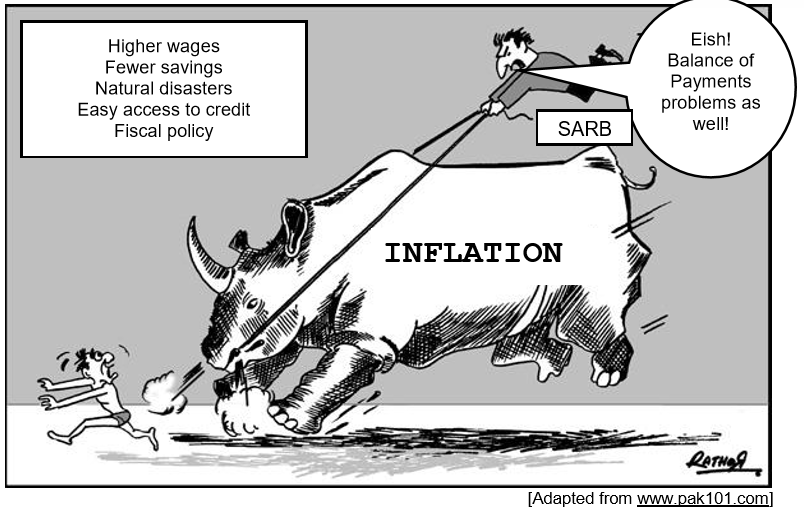 Higher wages
Fewer savings
Natural disasters
Easy access to credit
Fiscal policy
Eish!
Balance of
Payments
problems as
well!
SARB
INFLATION
RATHOR
[Adapted from www.pak101.com]